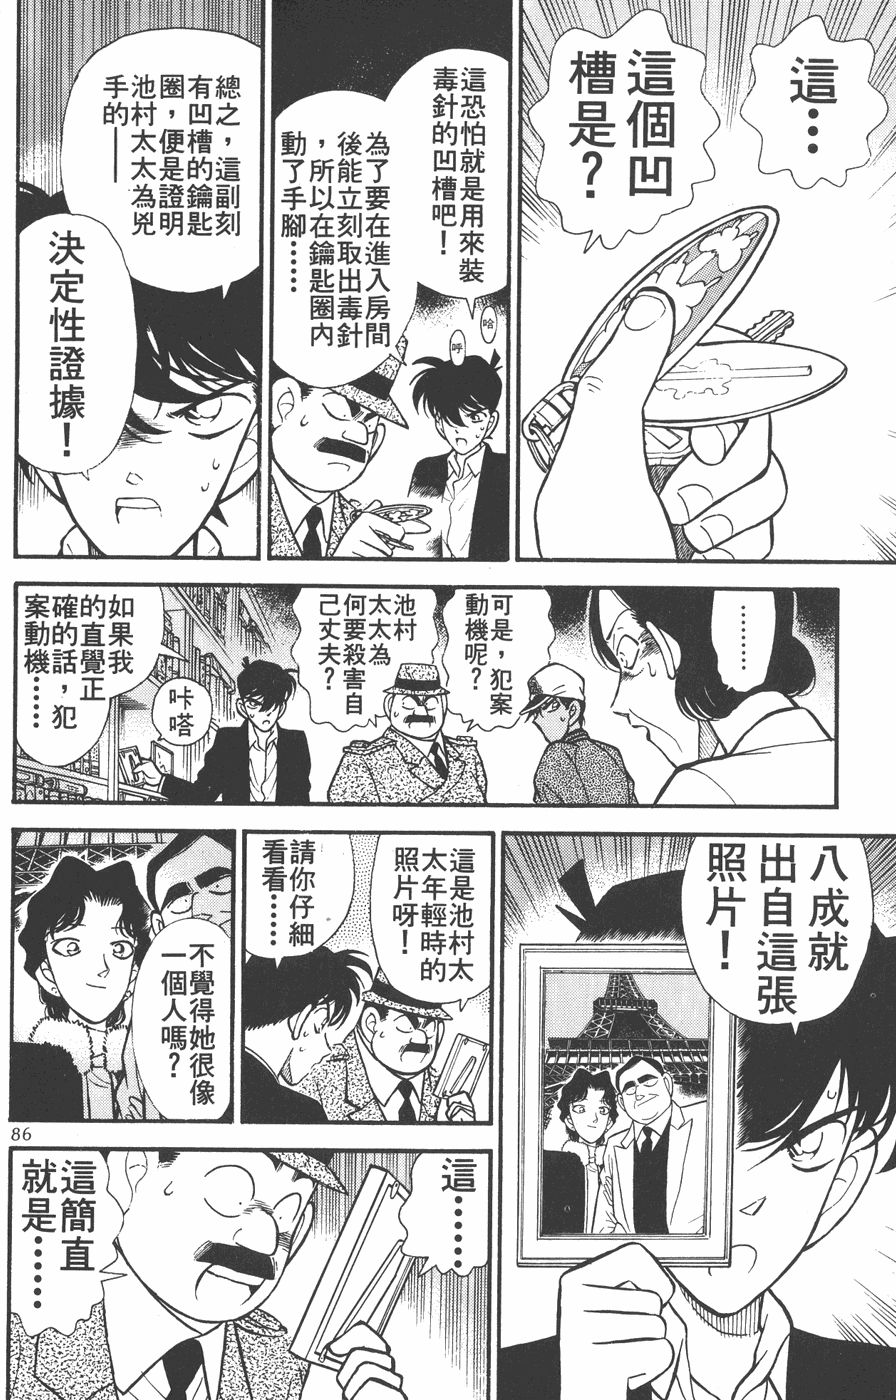 這⋯
這個凹
槽是？
這恐怕就是用來裝
毒針的凹槽吧！
哈
呼
為了要在進入房間
後能立刻取出毒針
，所以在鑰匙圈內
動了手腳⋯⋯
總之，這副刻
有凹槽的鑰匙
圈，便是證明
池村太太為兇
手的——
決定性證據！
⋯⋯
可是，犯案
動機呢？
池村
太太為
何要殺害自
己丈夫？
咔
嗒
如果我
的直覺正
確的話，犯
案動機⋯⋯
八成就
出自這張
照片！
這是池村太
太年輕時的
照片呀！
請你仔細
看看⋯⋯
不覺得她很像
一個人嗎？
86
這⋯⋯
這簡直
就是⋯⋯